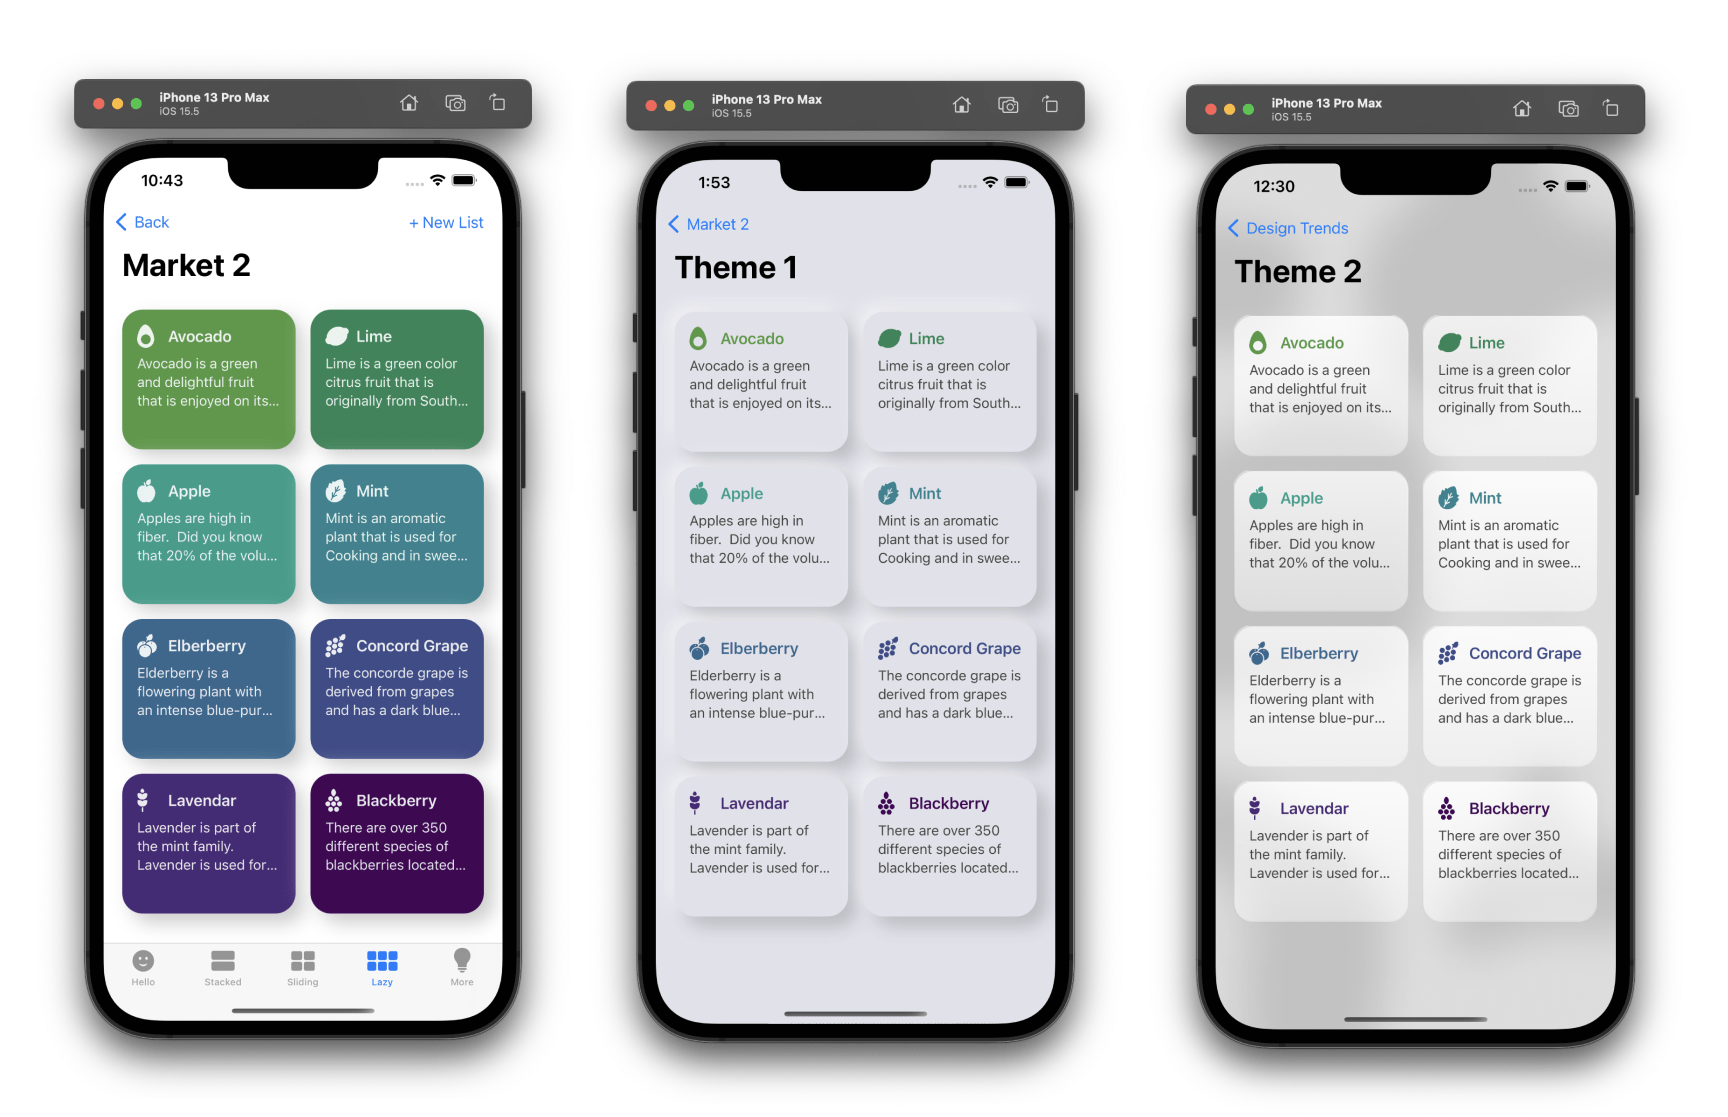 iPhone 13 Pro Max
iOS 15.5
10:43
Back
+ New List
Market 2
Avocado
Avocado is a green
and delightful fruit
that is enjoyed on its...
Lime
Lime is a green color
citrus fruit that is
originally from South...
Apple
Apples are high in
fiber.  Did you know
that 20% of the volu...
Mint
Mint is an aromatic
plant that is used for
Cooking and in swee...
Elberberry
Elderberry is a
flowering plant with
an intense blue-pur...
Concord Grape
The concorde grape is
derived from grapes
and has a dark blue...
Lavendar
Lavender is part of
the mint family.
Lavender is used for...
Blackberry
There are over 350
different species of
blackberries located...
Hello
Stacked
Sliding
Lazy
More
iPhone 13 Pro Max
iOS 15.5
1:53
Market 2
Theme 1
Avocado
Avocado is a green
and delightful fruit
that is enjoyed on its...
Lime
Lime is a green color
citrus fruit that is
originally from South...
Apple
Apples are high in
fiber.  Did you know
that 20% of the volu...
Mint
Mint is an aromatic
plant that is used for
Cooking and in swee...
Elberberry
Elderberry is a
flowering plant with
an intense blue-pur...
Concord Grape
The concorde grape is
derived from grapes
and has a dark blue...
Lavendar
Lavender is part of
the mint family.
Lavender is used for...
Blackberry
There are over 350
different species of
blackberries located...
iPhone 13 Pro Max
iOS 15.5
12:30
Design Trends
Theme 2
Avocado
Avocado is a green
and delightful fruit
that is enjoyed on its...
Lime
Lime is a green color
citrus fruit that is
originally from South...
Apple
Apples are high in
fiber.  Did you know
that 20% of the volu...
Mint
Mint is an aromatic
plant that is used for
Cooking and in swee...
Elberberry
Elderberry is a
flowering plant with
an intense blue-pur...
Concord Grape
The concorde grape is
derived from grapes
and has a dark blue...
Lavendar
Lavender is part of
the mint family.
Lavender is used for...
Blackberry
There are over 350
different species of
blackberries located...